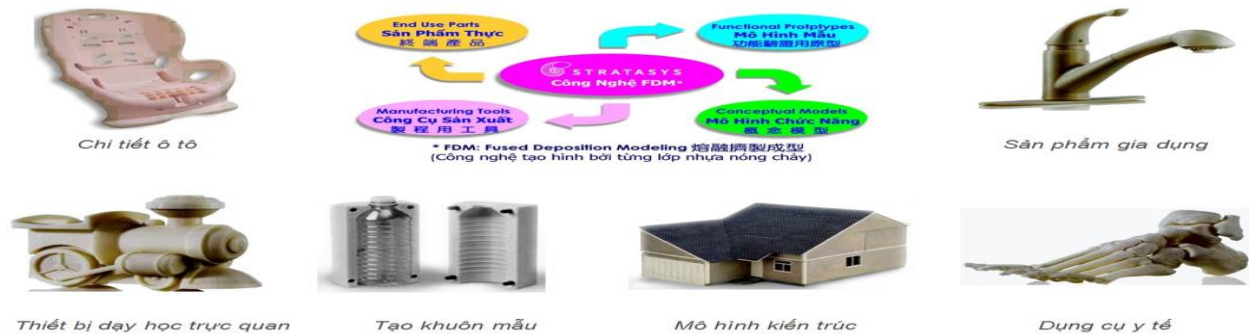 End Use Parts
Sản Phẩm Thực
終端產品
Functional Protptypes
Mô Hình Mẫu
功能驗證用原型
STRATASYS
Công Nghệ FDM*
Manufacturing Tools
Công Cụ Sản Xuất
製程用工具
Conceptual Models
Mô Hình Chức Năng
概念模型
* FDM: Fused Deposition Modeling 熔融擠製成型
(Công nghệ tạo hình bởi từng lớp nhựa nóng chảy)
Chi tiết ô tô
Sản phẩm gia dụng
Thiết bị dạy học trực quan
Tạo khuôn mẫu
Mô hình kiến trúc
Dụng cụ y tế